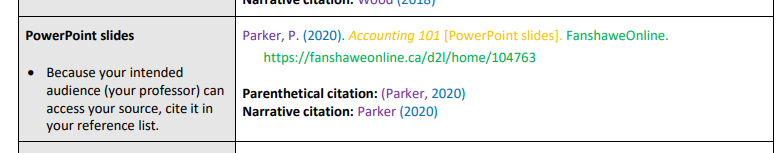 Narrative citation: Wood (2018)
PowerPoint slides
• Because your intended
audience (your professor) can
access your source, cite it in
your reference list.
Parker, P. (2020). Accounting 101 [PowerPoint slides]. FanshaweOnline.
https://fanshaweonline.ca/d2l/home/104763
Parenthetical citation: (Parker, 2020)
Narrative citation: Parker (2020)